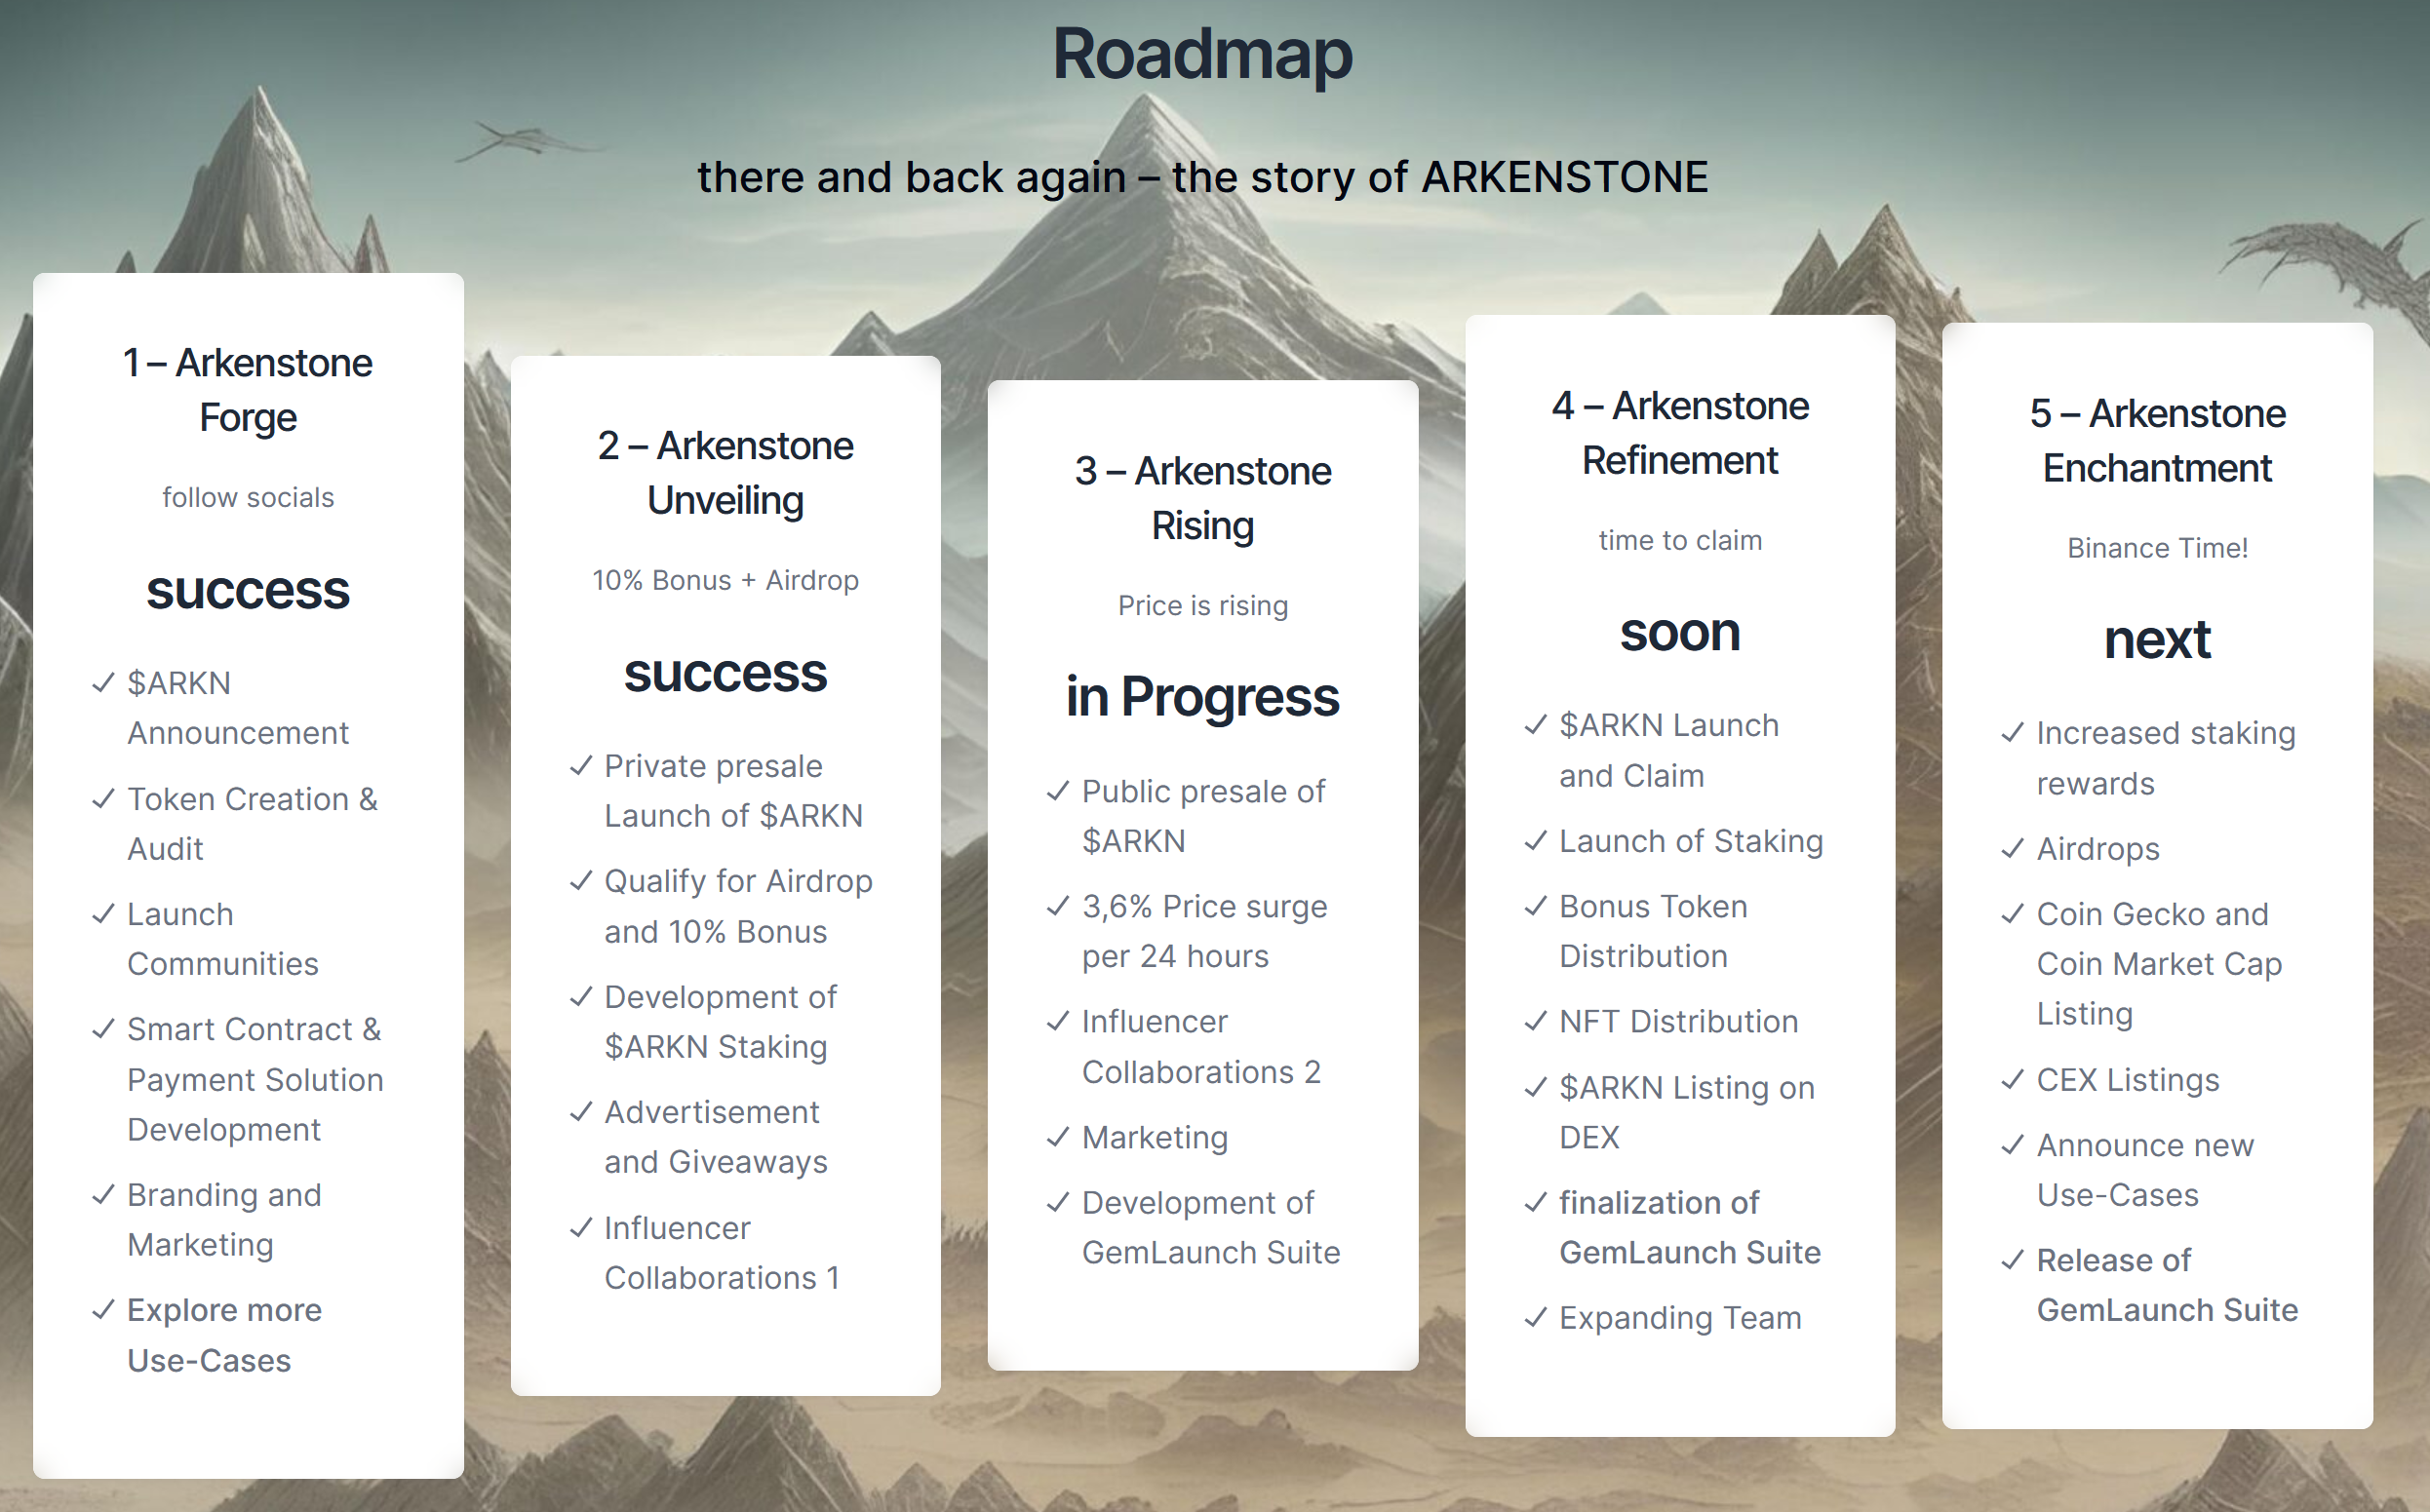 Roadmap
there and back again – the story of ARKENSTONE
1 – Arkenstone
Forge
follow socials
success
$ARKN
Announcement
Token Creation &
Audit
Launch
Communities
Smart Contract &
Payment Solution
Development
Branding and
Marketing
Explore more
Use-Cases
2 – Arkenstone
Unveiling
10% Bonus + Airdrop
success
Private presale
Launch of $ARKN
Qualify for Airdrop
and 10% Bonus
Development of
$ARKN Staking
Advertisement
and Giveaways
Influencer
Collaborations 1
3 – Arkenstone
Rising
Price is rising
in Progress
Public presale of
$ARKN
3,6% Price surge
per 24 hours
Influencer
Collaborations 2
Marketing
Development of
GemLaunch Suite
4 – Arkenstone
Refinement
time to claim
soon
$ARKN Launch
and Claim
Launch of Staking
Bonus Token
Distribution
NFT Distribution
$ARKN Listing on
DEX
finalization of
GemLaunch Suite
Expanding Team
5 – Arkenstone
Enchantment
Binance Time!
next
Increased staking
rewards
Airdrops
Coin Gecko and
Coin Market Cap
Listing
CEX Listings
Announce new
Use-Cases
Release of
GemLaunch Suite